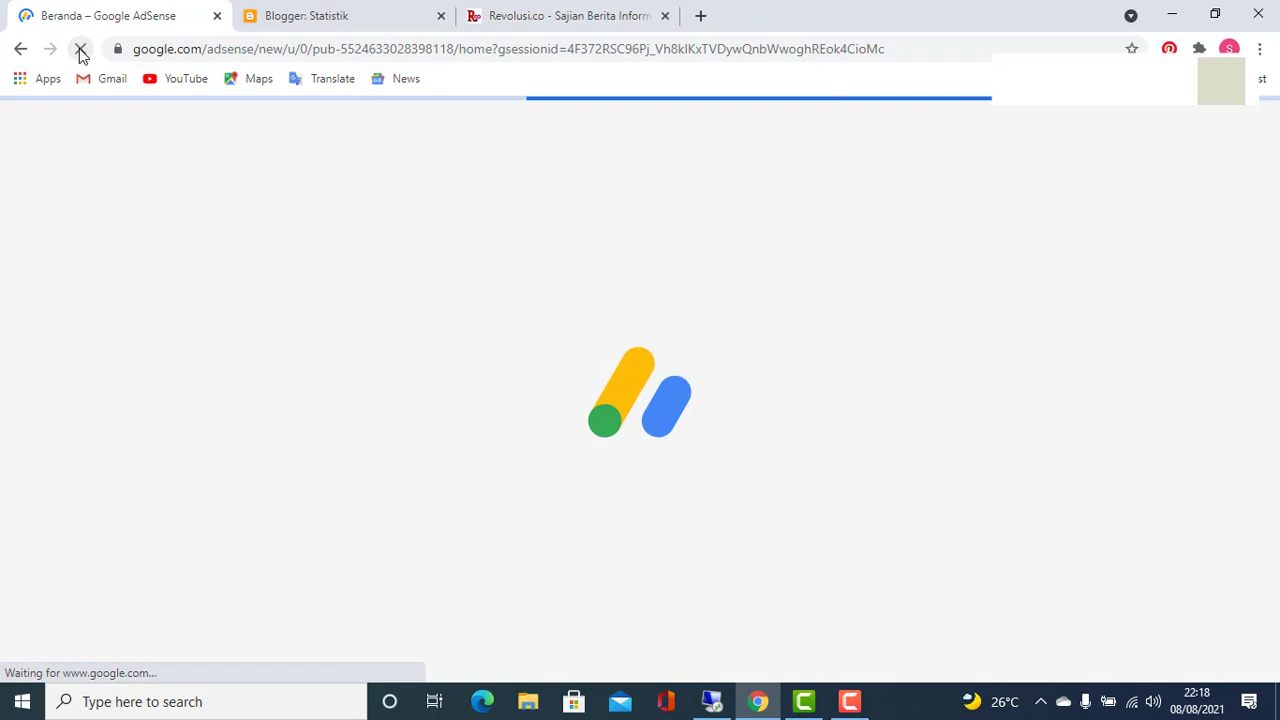 Beranda – Google AdSense
Blogger: Statistik
Revolusi.co - Sajian Berita Inform
google.com/adsense/new/u/0/pub-5524633028398118/home?gsessionid=4F372RSC96Pj_Vh8kIKxTVDywQnbWwoghREok4CioMc
S
Apps
Gmail
YouTube
Maps
Translate
News
st
Waiting for www.google.com...
Type here to search
26°C
22:18
08/08/2021